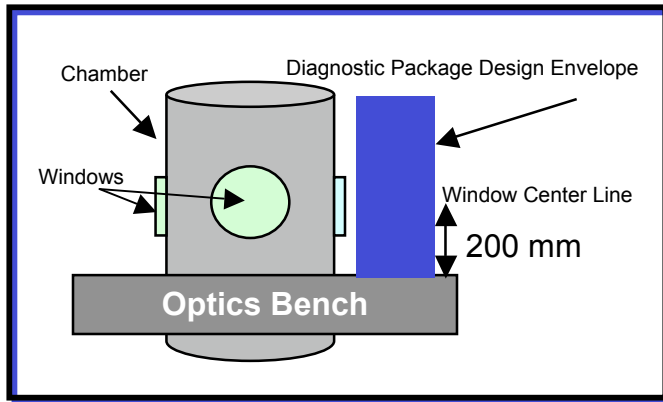 Diagnostic Package Design Envelope
Chamber
Windows
Window Center Line
200 mm
Optics Bench